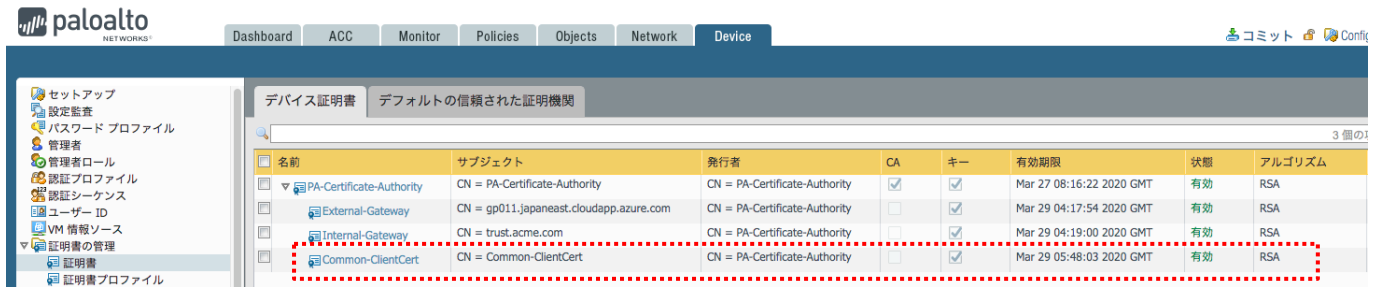 paloalto
NETWORKS®
Dashboard ACC Monitor Policies Objects Network Device
コミット Config
セットアップ
設定監査
パスワード プロファイル
管理者
管理者ロール
認証プロファイル
認証シーケンス
ユーザー ID
VM 情報ソース
証明書の管理
証明書
証明書プロファイル
デバイス証明書 デフォルトの信頼された証明機関
3 個の
名前 サブジェクト 発行者 CA キー 有効期限 状態 アルゴリズム
PA-Certificate-Authority CN = PA-Certificate-Authority CN = PA-Certificate-Authority Mar 27 08:16:22 2020 GMT 有効 RSA
External-Gateway CN = gp011.japaneast.cloudapp.azure.com CN = PA-Certificate-Authority Mar 29 04:17:54 2020 GMT 有効 RSA
Internal-Gateway CN = trust.acme.com CN = PA-Certificate-Authority Mar 29 04:19:00 2020 GMT 有効 RSA
Common-ClientCert CN = Common-ClientCert CN = PA-Certificate-Authority Mar 29 05:48:03 2020 GMT 有効 RSA